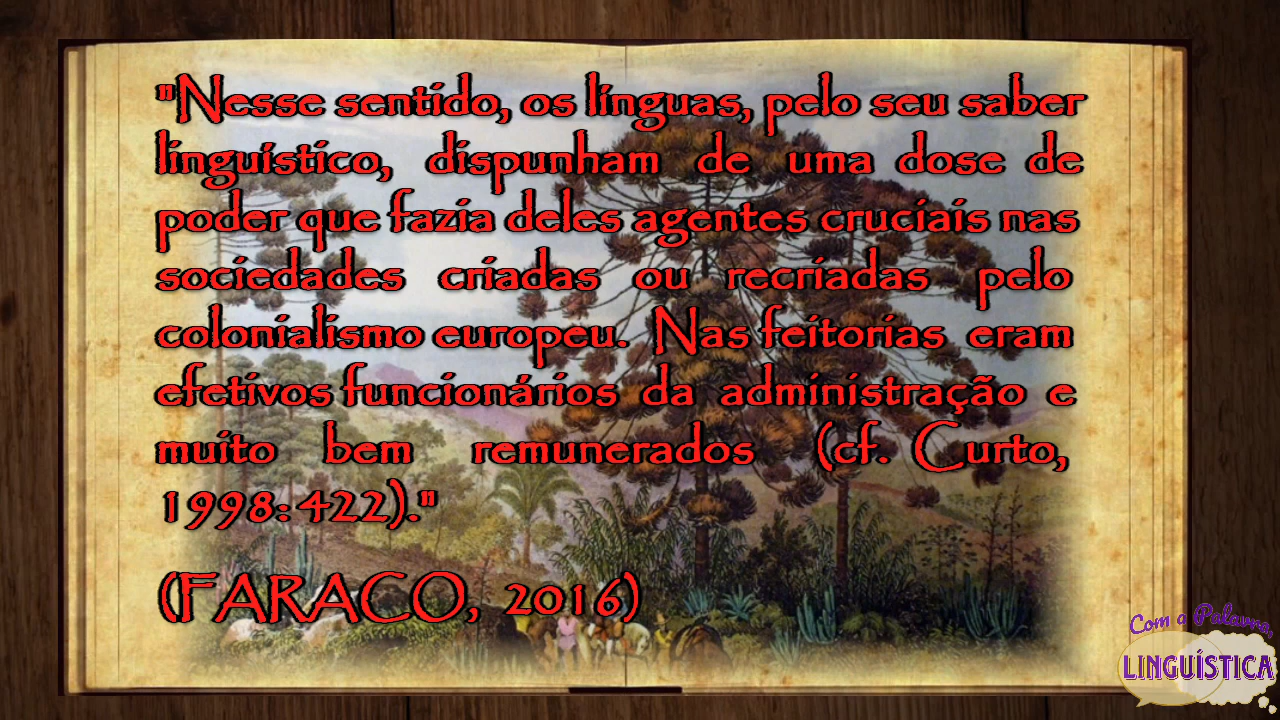 "Nesse sentido, os línguas, pelo seu saber
linguístico, dispunham de uma dose de
poder que fazia deles agentes cruciais nas
sociedades criadas ou recriadas pelo
colonialismo europeu. Nas feitorias eram
efetivos funcionários da administração e
muito bem remunerados (cf. Curto,
1998:422)."
(FARACO, 2016)
Com a Palavra,
LINGUÍSTICA